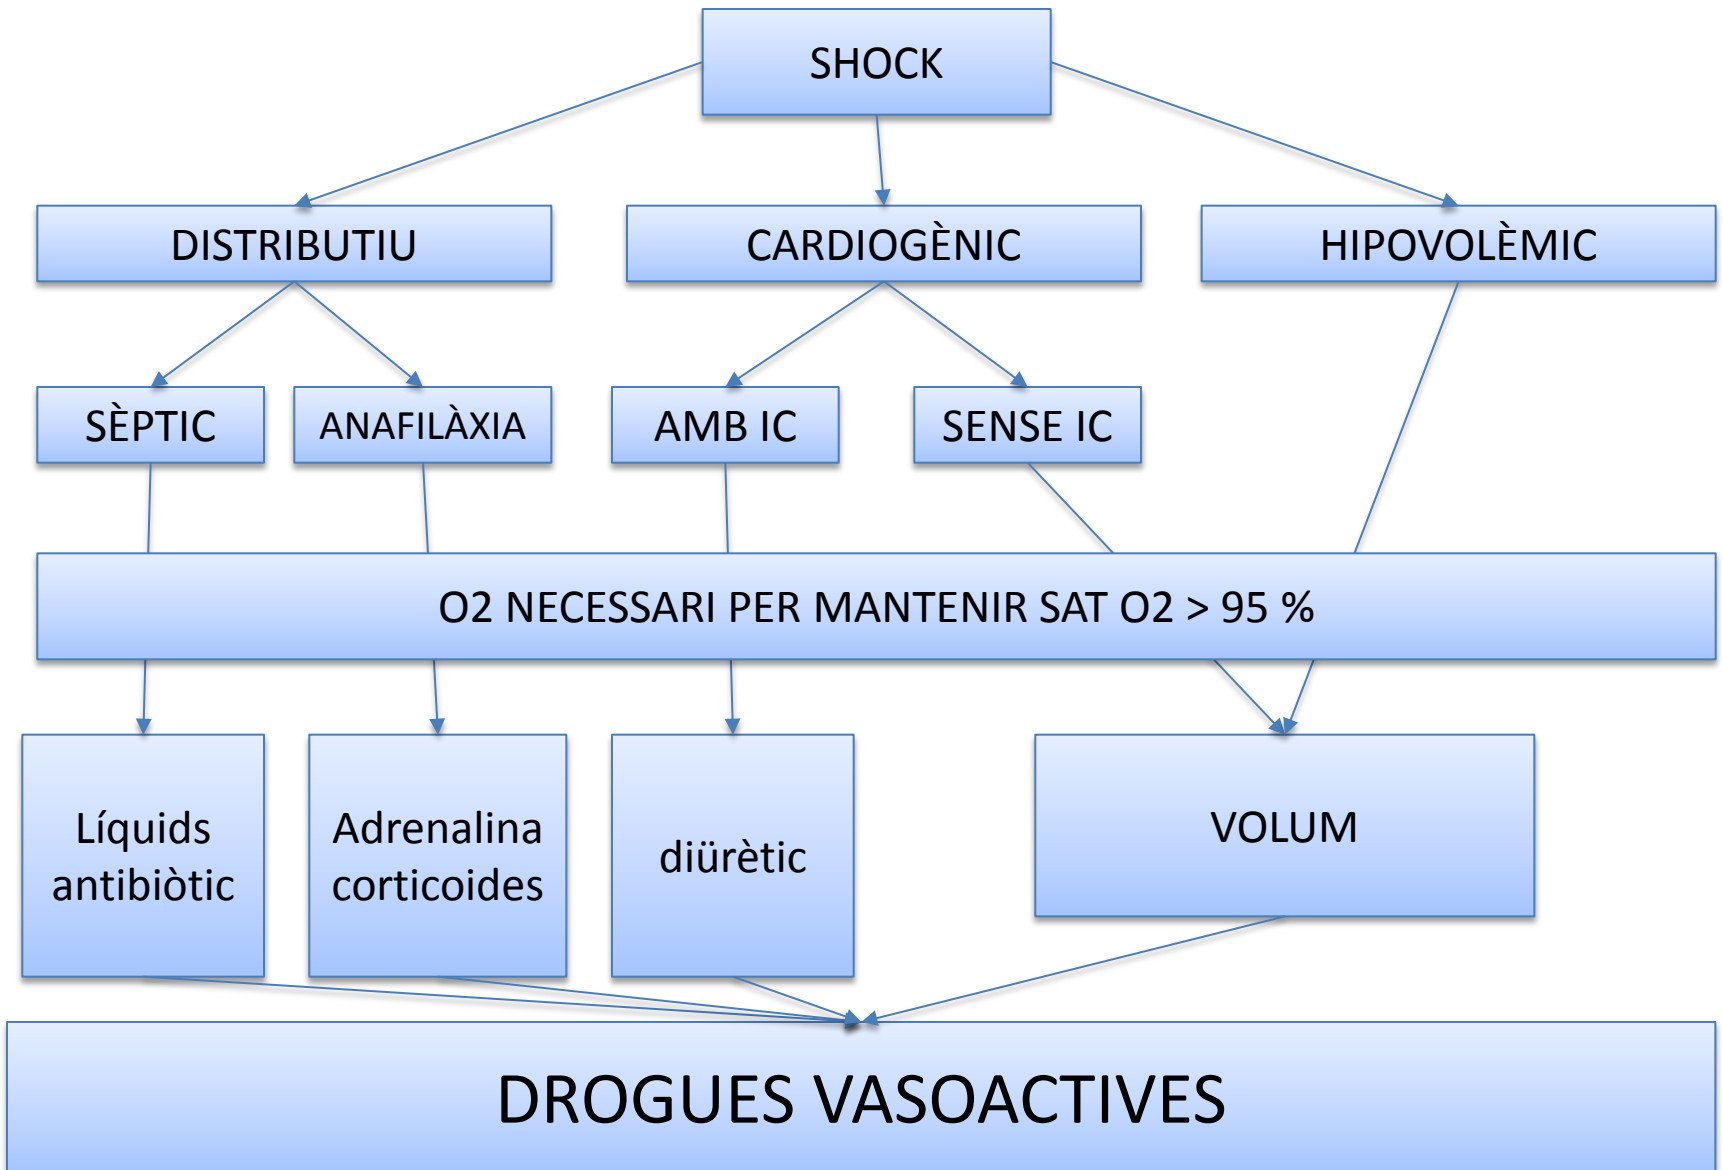 SHOCK
DISTRIBUTIU
CARDIOGÈNIC
HIPOVOLÈMIC
SÈPTIC
ANAFILÀXIA
AMB IC
SENSE IC
O2 NECESSARI PER MANTENIR SAT O2 > 95 %
Líquids
antibiòtic
Adrenalina
corticoides
diürètic
VOLUM
DROGUES VASOACTIVES